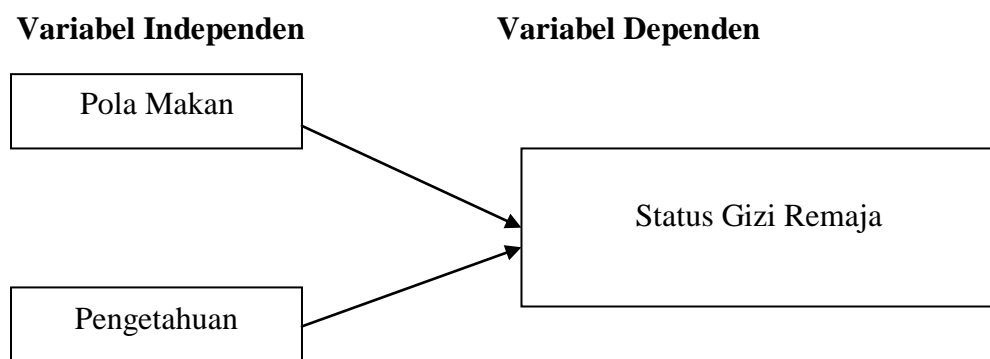 Variabel Independen
Variabel Dependen
Pola Makan
Status Gizi Remaja
Pengetahuan